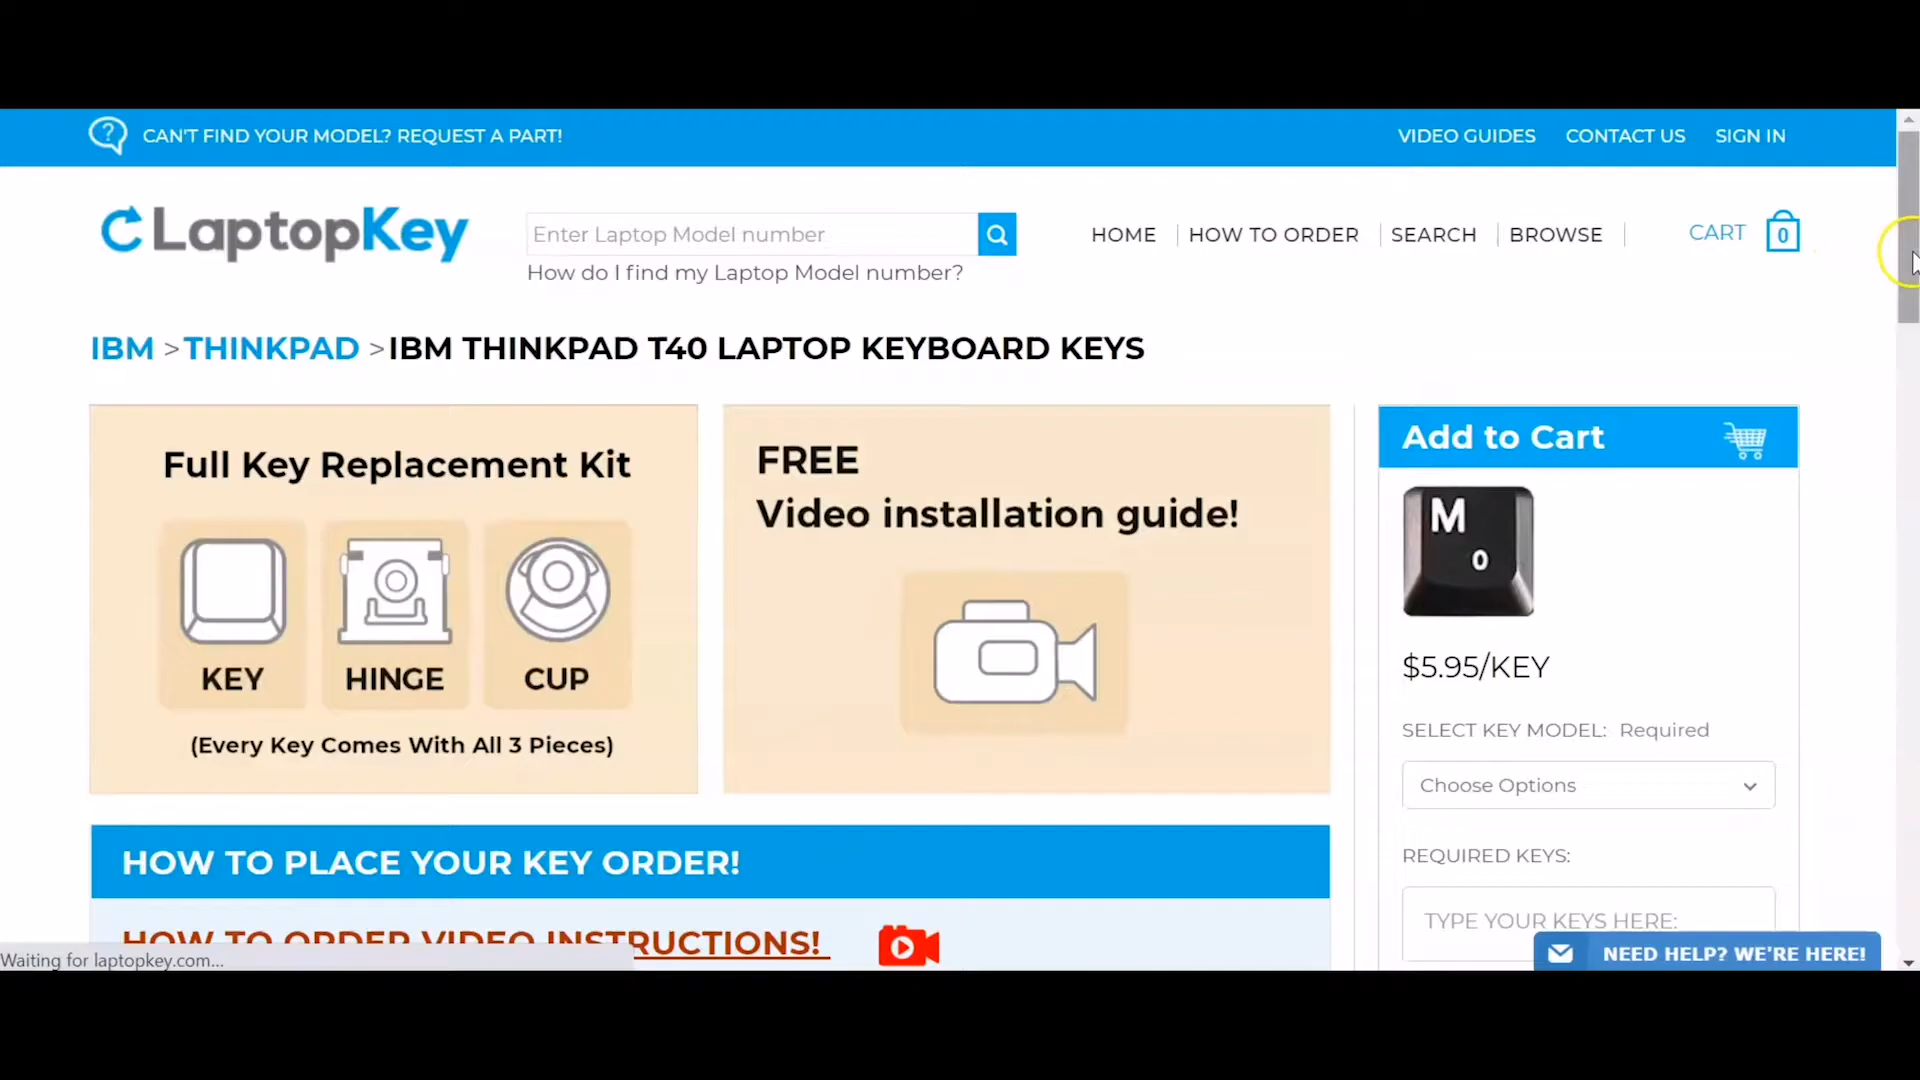 CAN'T FIND YOUR MODEL? REQUEST A PART!
VIDEO GUIDES
CONTACT US
SIGN IN
LaptopKey
Enter Laptop Model number
How do I find my Laptop Model number?
HOME
HOW TO ORDER
SEARCH
BROWSE
CART
0
IBM > THINKPAD > IBM THINKPAD T40 LAPTOP KEYBOARD KEYS
Full Key Replacement Kit
KEY
HINGE
CUP
(Every Key Comes With All 3 Pieces)
FREE
Video installation guide!
Add to Cart
M
0
$5.95/KEY
SELECT KEY MODEL: Required
Choose Options
REQUIRED KEYS:
TYPE YOUR KEYS HERE:
HOW TO PLACE YOUR KEY ORDER!
HOW TO ORDER VIDEO INSTRUCTIONS!
Waiting for laptopkey.com...
NEED HELP? WE'RE HERE!